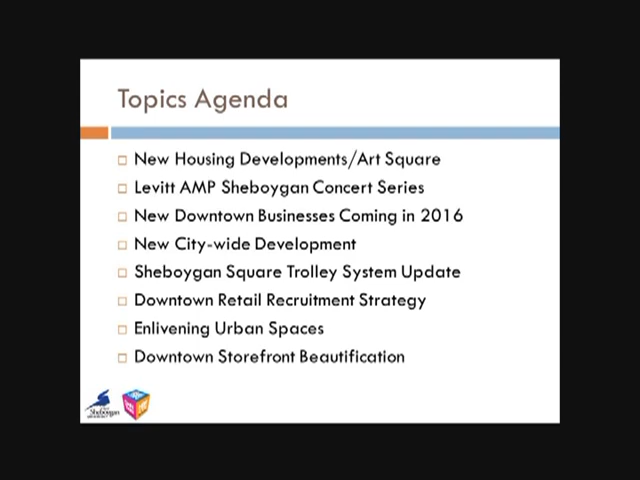 Topics Agenda
New Housing Developments/Art Square
Levitt AMP Sheboygan Concert Series
New Downtown Businesses Coming in 2016
New City-wide Development
Sheboygan Square Trolley System Update
Downtown Retail Recruitment Strategy
Enlivening Urban Spaces
Downtown Storefront Beautification
Sheboygan